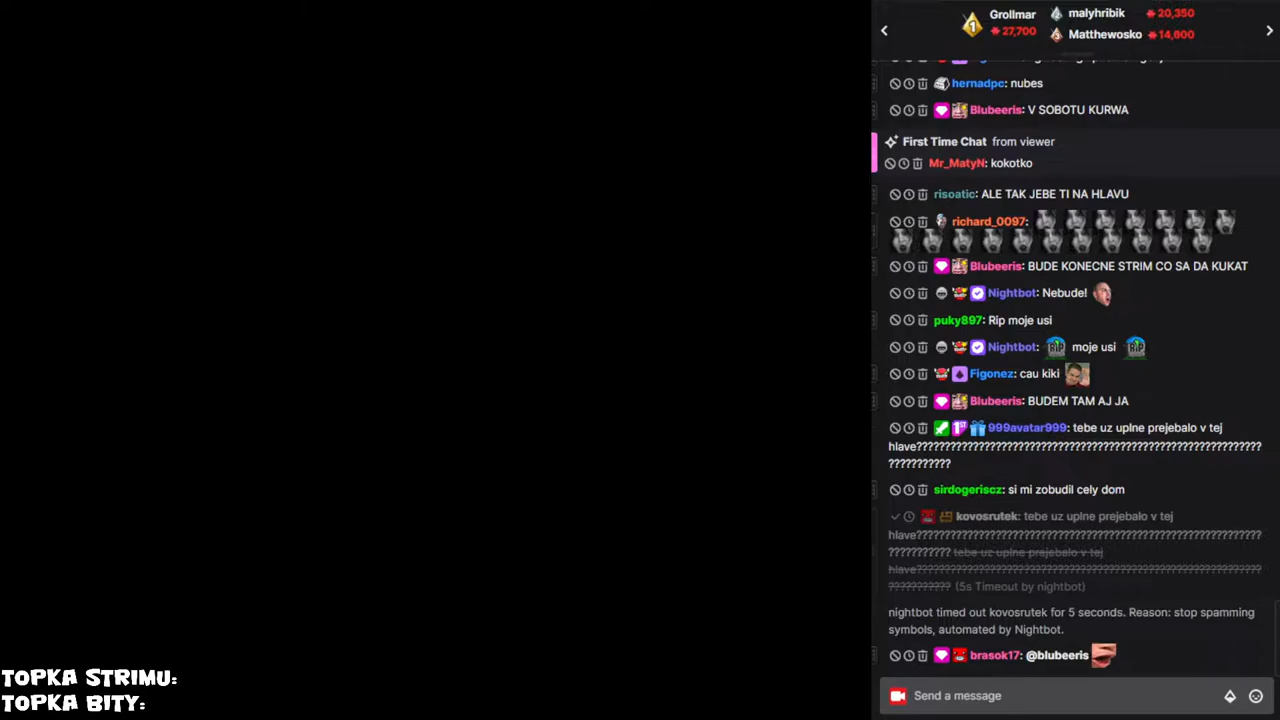 Grollmar
27,700
malyhribik 20,350
Matthewosko 14,600
hernadpc: nubes
Blubeeris: V SOBOTU KURWA
First Time Chat from viewer
Mr_MatyN: kokotko
risoatic: ALE TAK JEBE TI NA HLAVU
richard_0097:
Blubeeris: BUDE KONECNE STRIM CO SA DA KUKAT
Nightbot: Nebude!
puky897: Rip moje usi
Nightbot: RIP moje usi RIP
Figonez: cau kiki
Blubeeris: BUDEM TAM AJ JA
999avatar999: tebe uz uplne prejebalo v tej
hlave?????????????????????????????????????????????????????????????
???????????
sirdogeriscz: si mi zobudil cely dom
kovosrutek: tebe uz uplne prejebalo v tej
hlave?????????????????????????????????????????????????????????????
??????????? tebe uz uplne prejebalo v tej
hlave?????????????????????????????????????????????????????????????
??????????? (5s Timeout by nightbot)
nightbot timed out kovosrutek for 5 seconds. Reason: stop spamming
symbols, automated by Nightbot.
brasok17: @blubeeris
Send a message
TOPKA STRIMU:
TOPKA BITY: